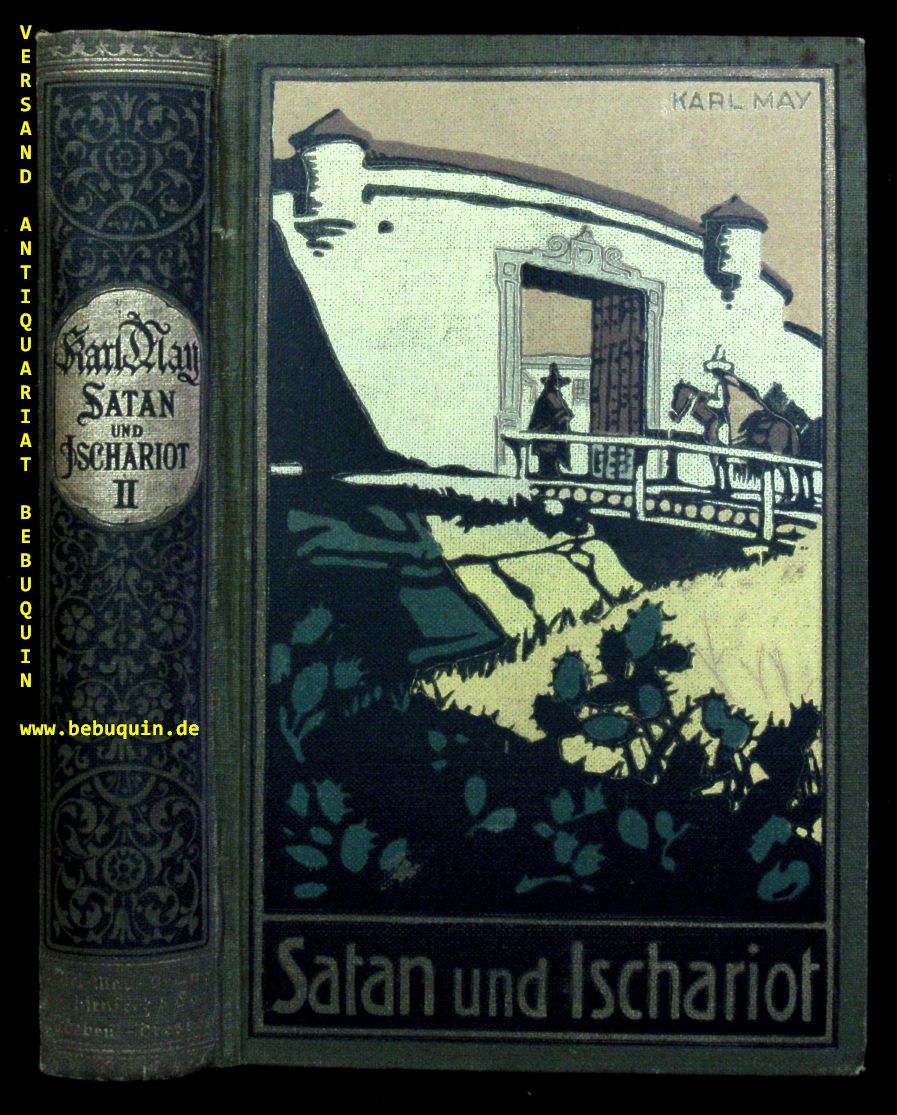 VERSAND ANTIQUARIAT BEBUQUIN
www.bebuquin.de
Karl May
SATAN
UND
ISCHARIOT
II
KARL MAY
Satan und Ischariot